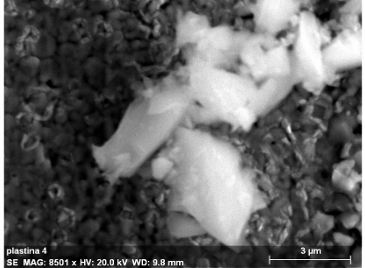 plastina 4
3 µm
SE MAG: 8501 x HV: 20.0 kV WD: 9.8 mm